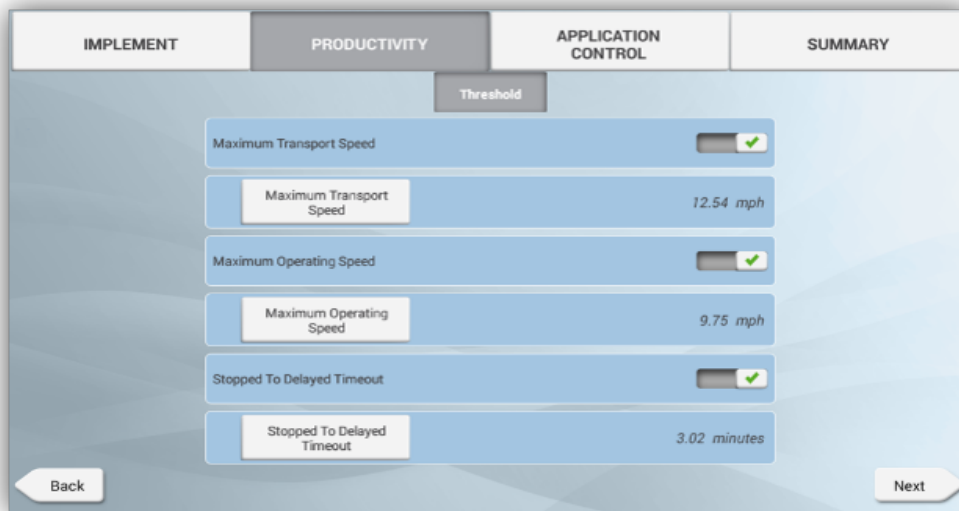 IMPLEMENT
PRODUCTIVITY
APPLICATION
CONTROL
SUMMARY
Threshold
Maximum Transport Speed
Maximum Transport
Speed
12.54 mph
Maximum Operating Speed
Maximum Operating
Speed
9.75 mph
Stopped To Delayed Timeout
Stopped To Delayed
Timeout
3.02 minutes
Back
Next